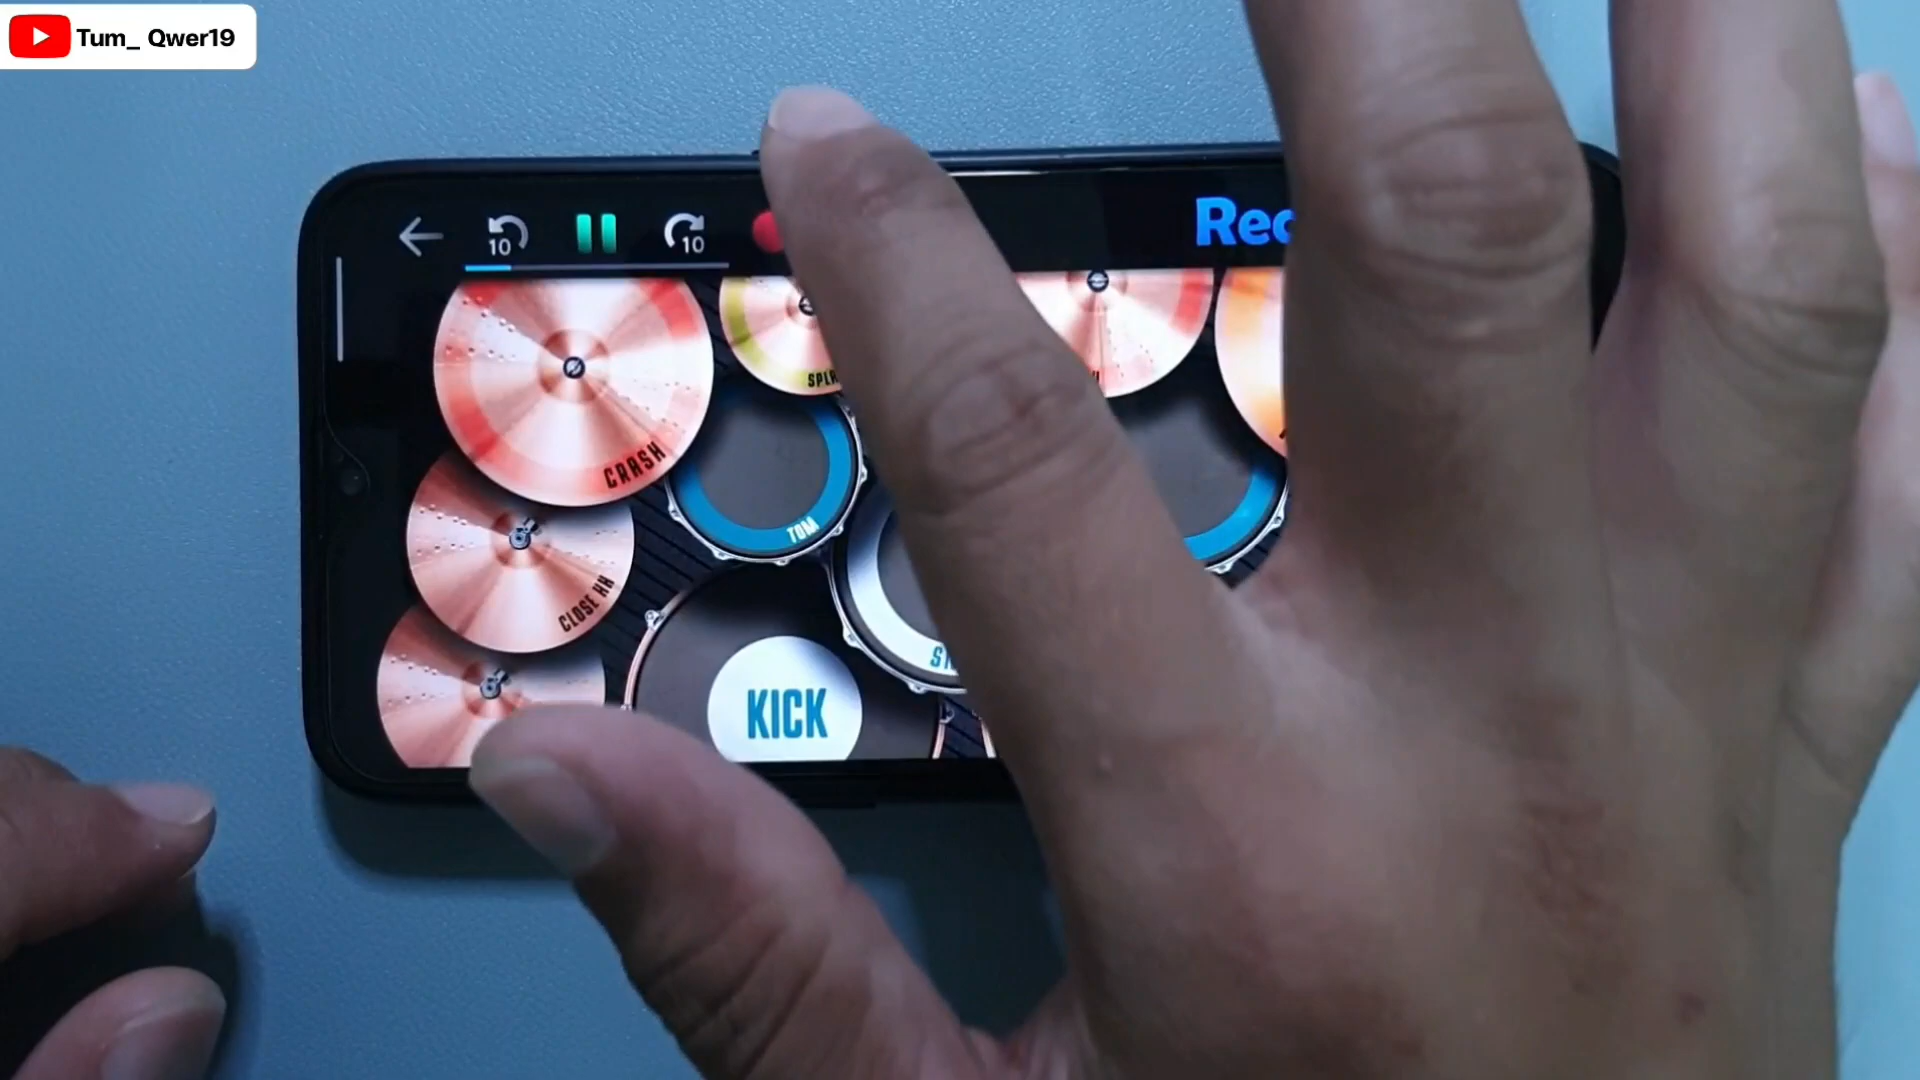 Tum_ Qwer19
10
10
Rec
CRASH
TOM
CLOSE HH
KICK